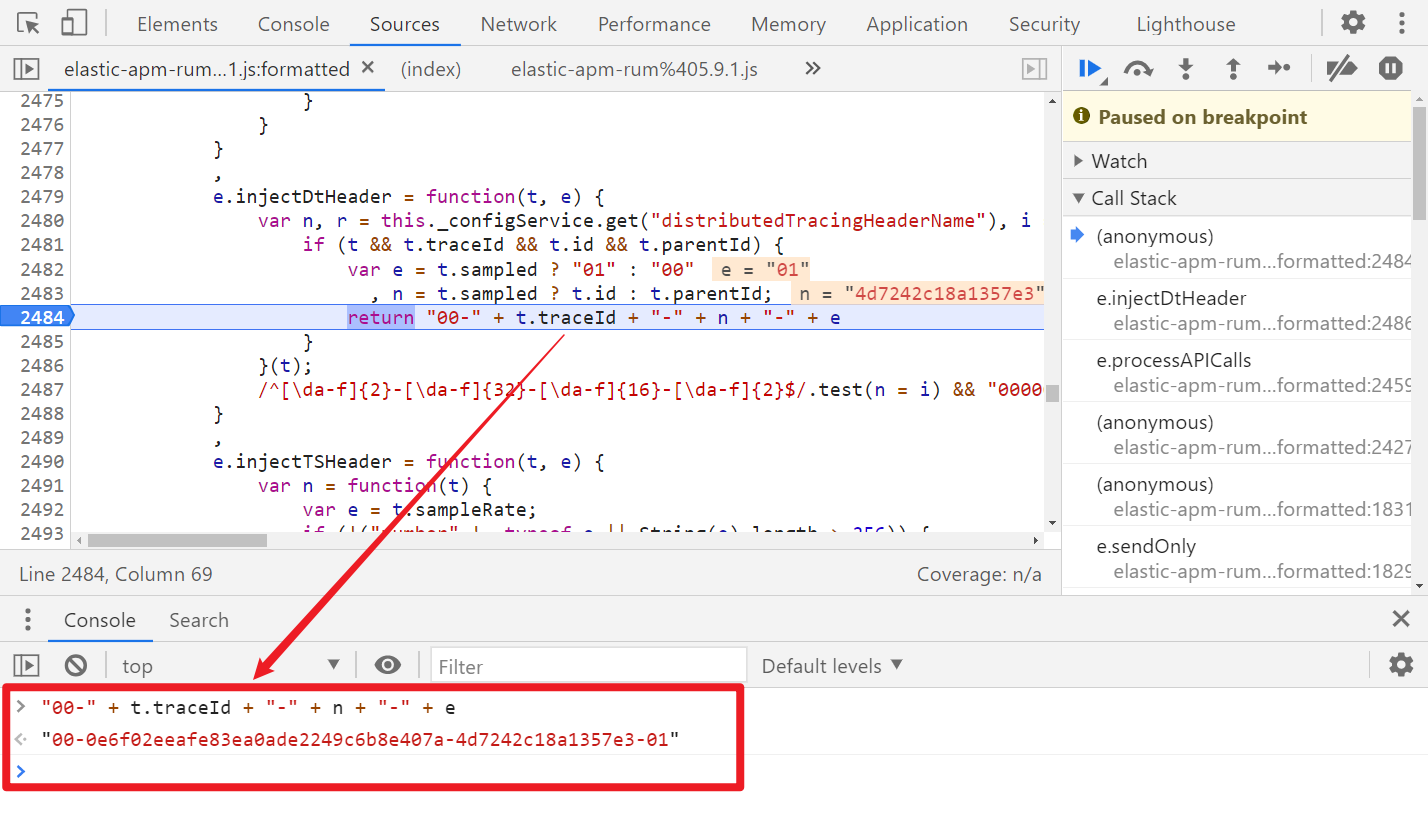 Elements Console Sources Network Performance Memory Application Security Lighthouse
elastic-apm-rum...1.js:formatted × (index) elastic-apm-rum%405.9.1.js »
2475 }
2476 }
2477 }
2478 ,
2479 e.injectDtHeader = function(t, e) {
2480 var n, r = this._configService.get("distributedTracingHeaderName"), i
2481 if (t && t.traceId && t.id && t.parentId) {
2482 var e = t.sampled ? "01" : "00" e = "01"
2483 , n = t.sampled ? t.id : t.parentId; n = "4d7242c18a1357e3"
2484 return "00-" + t.traceId + "-" + n + "-" + e
2485 }
2486 }(t);
2487 /^[\da-f]{2}-[\da-f]{32}-[\da-f]{16}-[\da-f]{2}$/.test(n = i) && "0000
2488 }
2489 ,
2490 e.injectTSHeader = function(t, e) {
2491 var n = function(t) {
2492 var e = t.sampleRate;
2493 if (!("number" != typeof e || String(e).length > 256)) {
Line 2484, Column 69 Coverage: n/a
Paused on breakpoint
Watch
Call Stack
(anonymous)
elastic-apm-rum...formatted:2484
e.injectDtHeader
elastic-apm-rum...formatted:2486
e.processAPICalls
elastic-apm-rum...formatted:2459
(anonymous)
elastic-apm-rum...formatted:2427
(anonymous)
elastic-apm-rum...formatted:1831
e.sendOnly
elastic-apm-rum...formatted:1829
Console Search
top Filter Default levels
> "00-" + t.traceId + "-" + n + "-" + e
"00-0e6f02eeafe83ea0ade2249c6b8e407a-4d7242c18a1357e3-01"
>